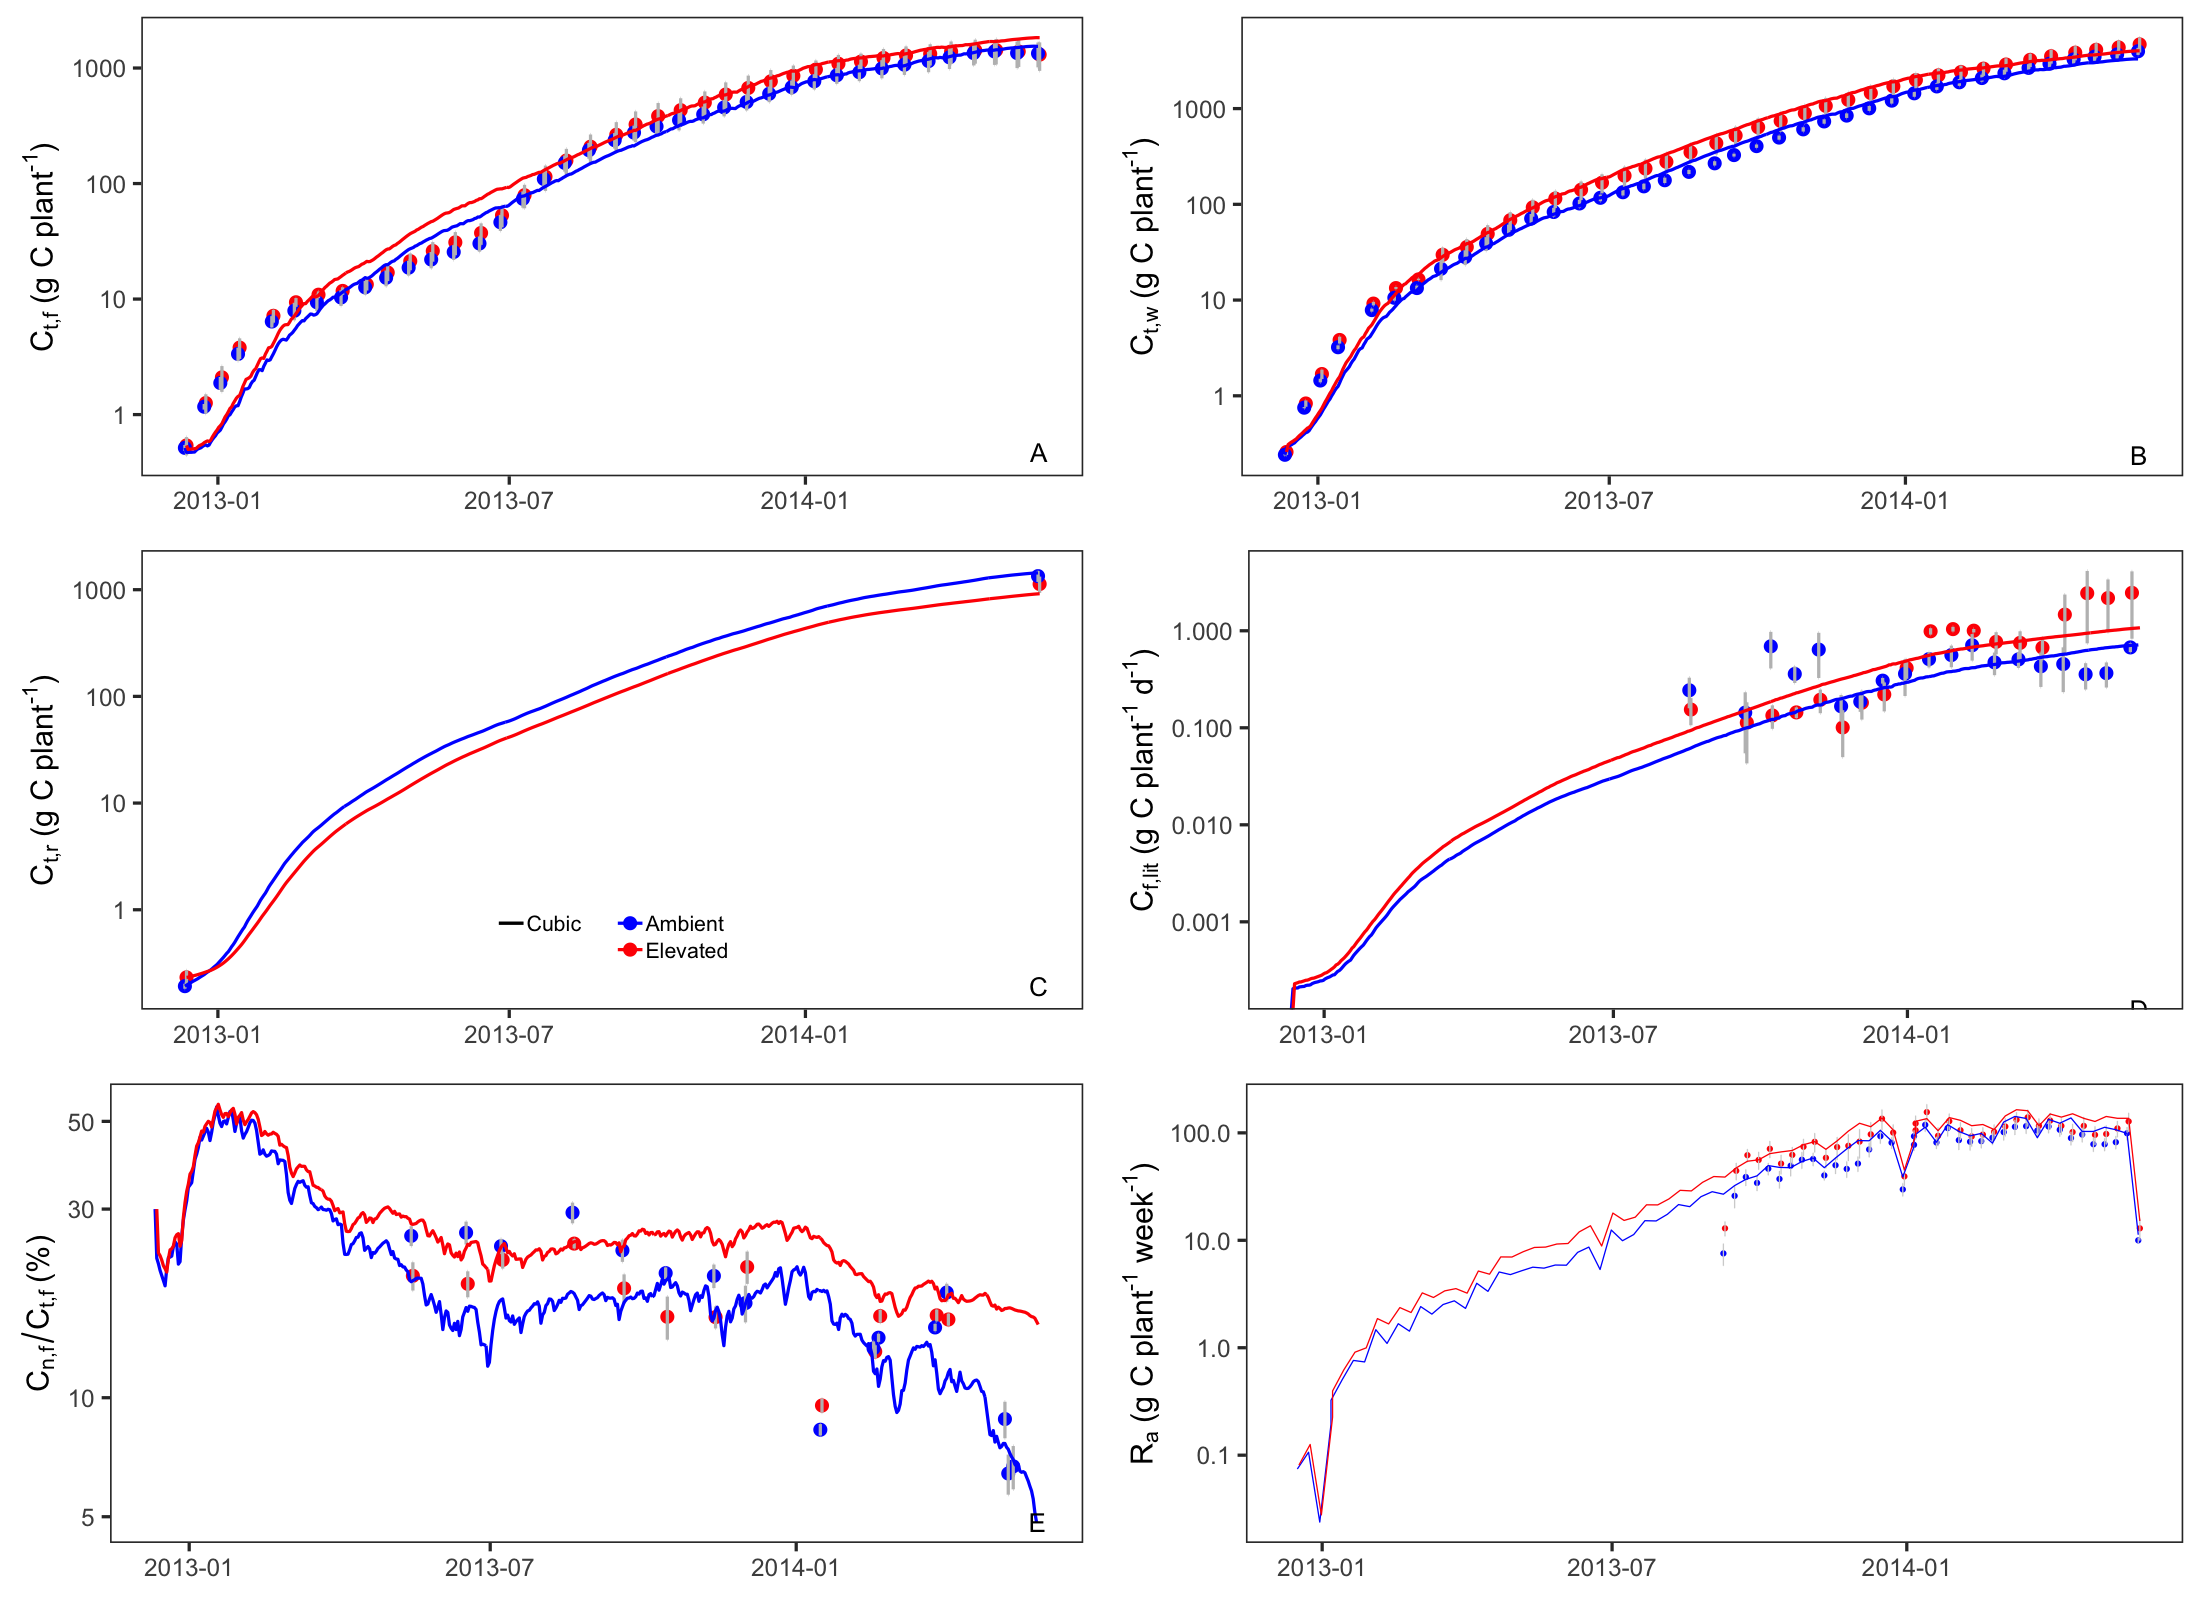 1000
100
10
1
C_t,f (g C plant^-1)
A
2013-01 2013-07 2014-01
1000
100
10
1
C_t,w (g C plant^-1)
B
2013-01 2013-07 2014-01
1000
100
10
1
C_t,r (g C plant^-1)
Cubic Ambient
Elevated
C
2013-01 2013-07 2014-01
1.000
0.100
0.010
0.001
C_f,lit (g C plant^-1 d^-1)
D
2013-01 2013-07 2014-01
50
30
10
5
C_n,f/C_t,f (%)
E
2013-01 2013-07 2014-01
100.0
10.0
1.0
0.1
R_a (g C plant^-1 week^-1)
2013-01 2013-07 2014-01